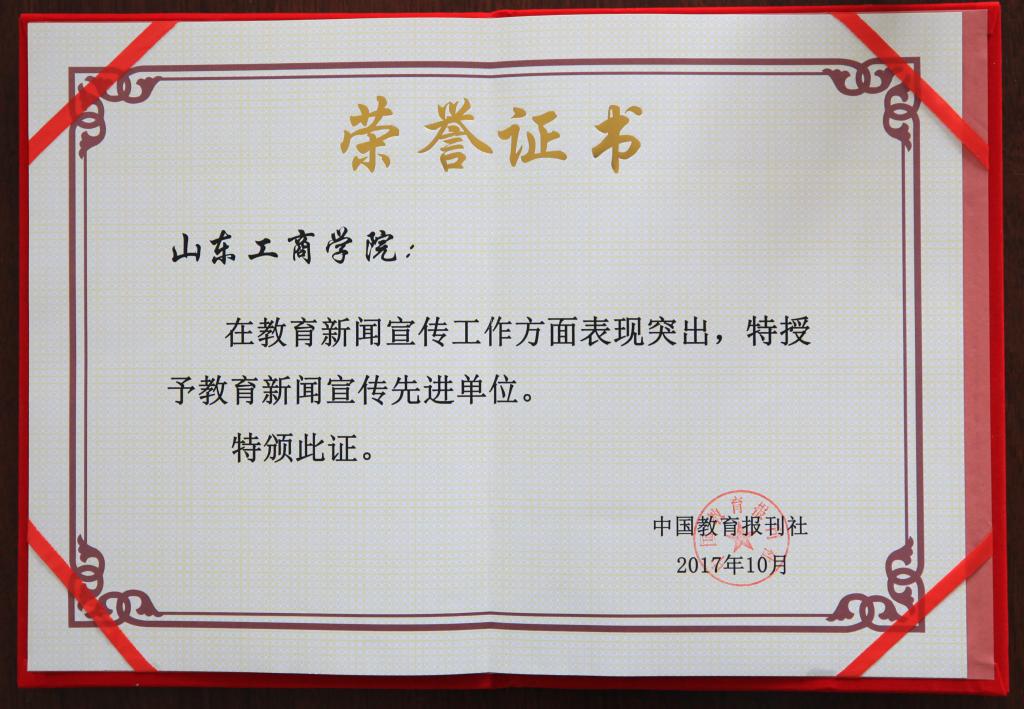 荣誉证书
山东工商学院：
在教育新闻宣传工作方面表现突出，特授
予教育新闻宣传先进单位。
特颁此证。
中国教育报刊社
2017年10月